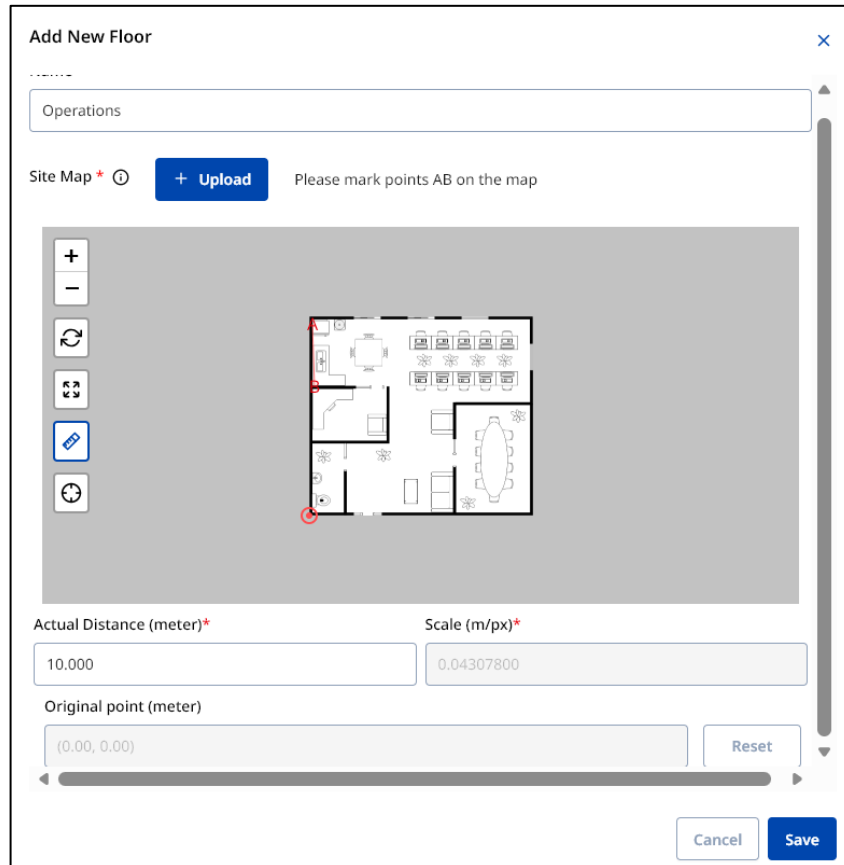 Add New Floor
Name
Operations
Site Map *
+ Upload
Please mark points AB on the map
+
−
A
B
Actual Distance (meter)*
Scale (m/px)*
10.000
0.04307800
Original point (meter)
(0.00, 0.00)
Reset
Cancel
Save